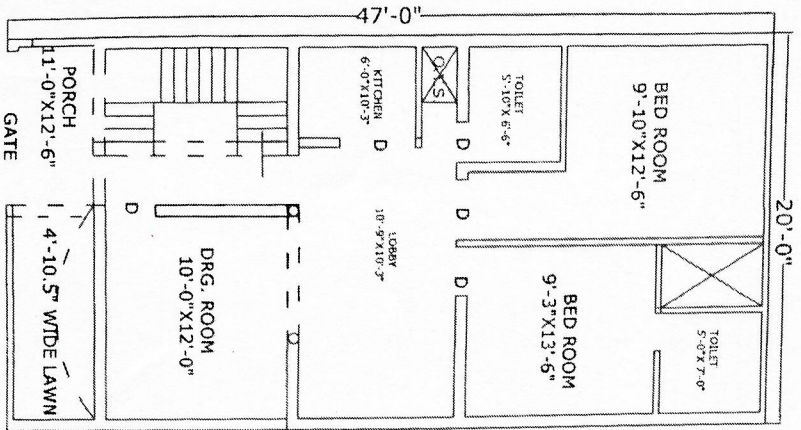 47'-0"
20'-0"
PORCH
11'-0"X12'-6"
GATE
KITCHEN
6'-0"X10'-3"
O.T.S
TOILET
5'-10"X6'-6"
BED ROOM
9'-10"X12'-6"
D
D
D
D
D
LOBBY
10'-9"X10'-3"
DRG. ROOM
10'-0"X12'-0"
4'-10.5" WIDE LAWN
BED ROOM
9'-3"X13'-6"
TOILET
5'-0"X7'-0"